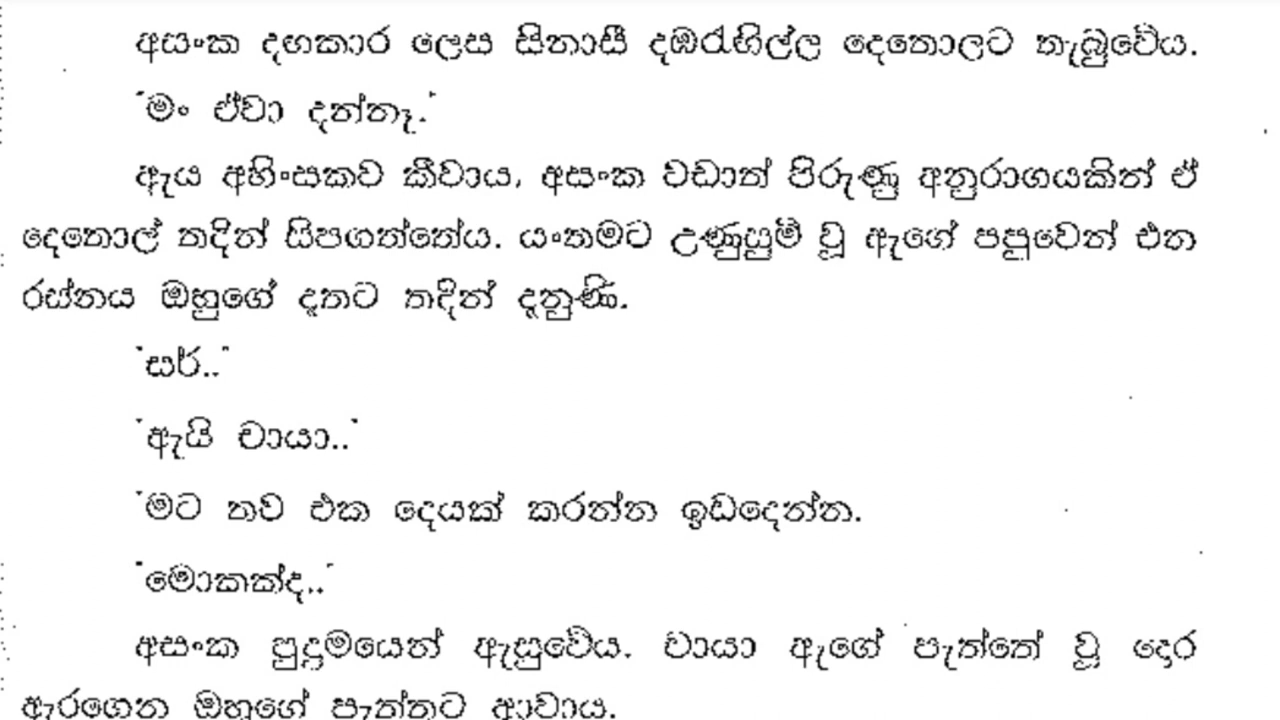 අසංක දඟකාර ලෙස සිනාසී දඹරැඟිල්ල දෙතොලට තැබුවේය.
"මං ඒවා දන්නෑ."
ඇය අහිංසකව කීවාය, අසංක වඩාත් පිරුණු අනුරාගයකින් ඒ
දෙතොල් තදින් සිපගත්තේය. යංතමට උණුසුම් වූ ඇගේ පපුවෙන් එන
රස්නය ඔහුගේ දෑතට තදින් දැනුණි.
"සර්.."
"ඇයි චායා.."
"මට තව එක දෙයක් කරන්න ඉඩදෙන්න.
"මොකක්ද.."
අසංක පුදුමයෙන් ඇසුවේය. චායා ඇගේ පැත්තේ වූ දොර
ඇරගෙන ඔහුගේ පැත්තට ආවාය.